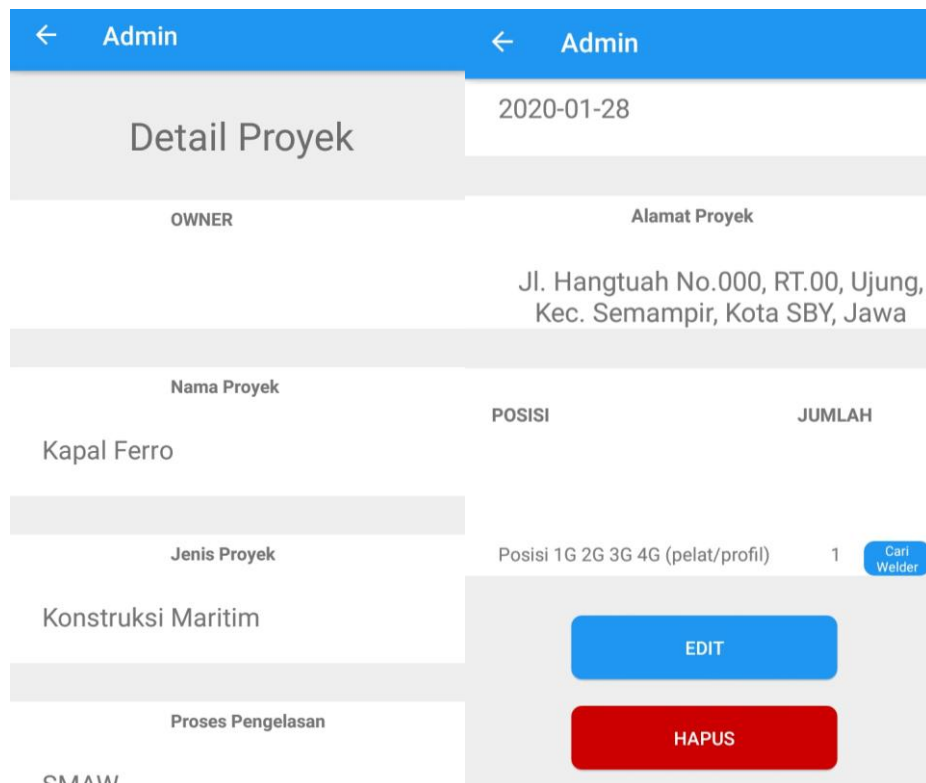 Admin
Detail Proyek
OWNER
Nama Proyek
Kapal Ferro
Jenis Proyek
Konstruksi Maritim
Proses Pengelasan
SMAW
Admin
2020-01-28
Alamat Proyek
Jl. Hangtuah No.000, RT.00, Ujung,
Kec. Semampir, Kota SBY, Jawa
POSISI JUMLAH
Posisi 1G 2G 3G 4G (pelat/profil) 1 Cari
Welder
EDIT
HAPUS